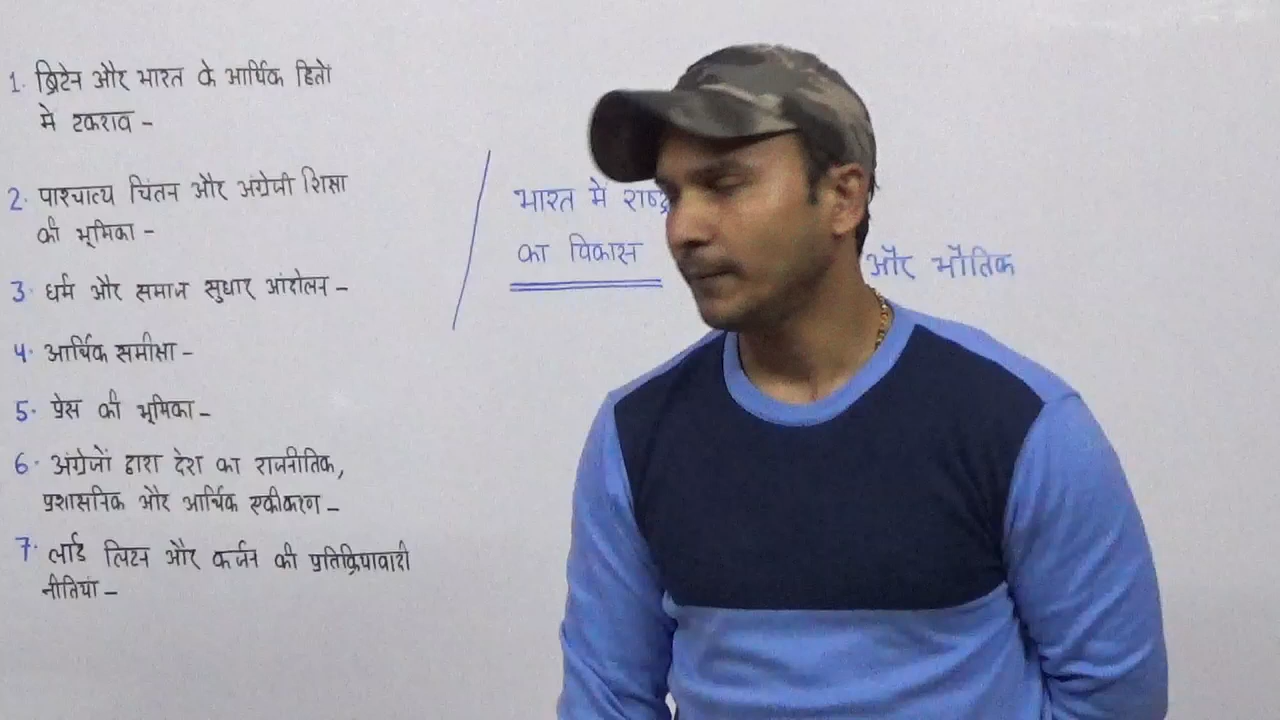 1. ब्रिटेन और भारत के आर्थिक हितो
मे टकराव -
2. पाश्चात्य चिंतन और अंग्रेजी शिक्षा
की भूमिका -
3. धर्म और समाज सुधार आंदोलन -
4. आर्थिक समीक्षा -
5. प्रेस की भूमिका -
6. अंग्रेजों द्वारा देश का राजनीतिक,
प्रशासनिक और आर्थिक एकीकरण -
7. लार्ड लिटन और कर्जन की प्रतिक्रियावादी
नीतियां -
भारत में
का विकास
और भौतिक